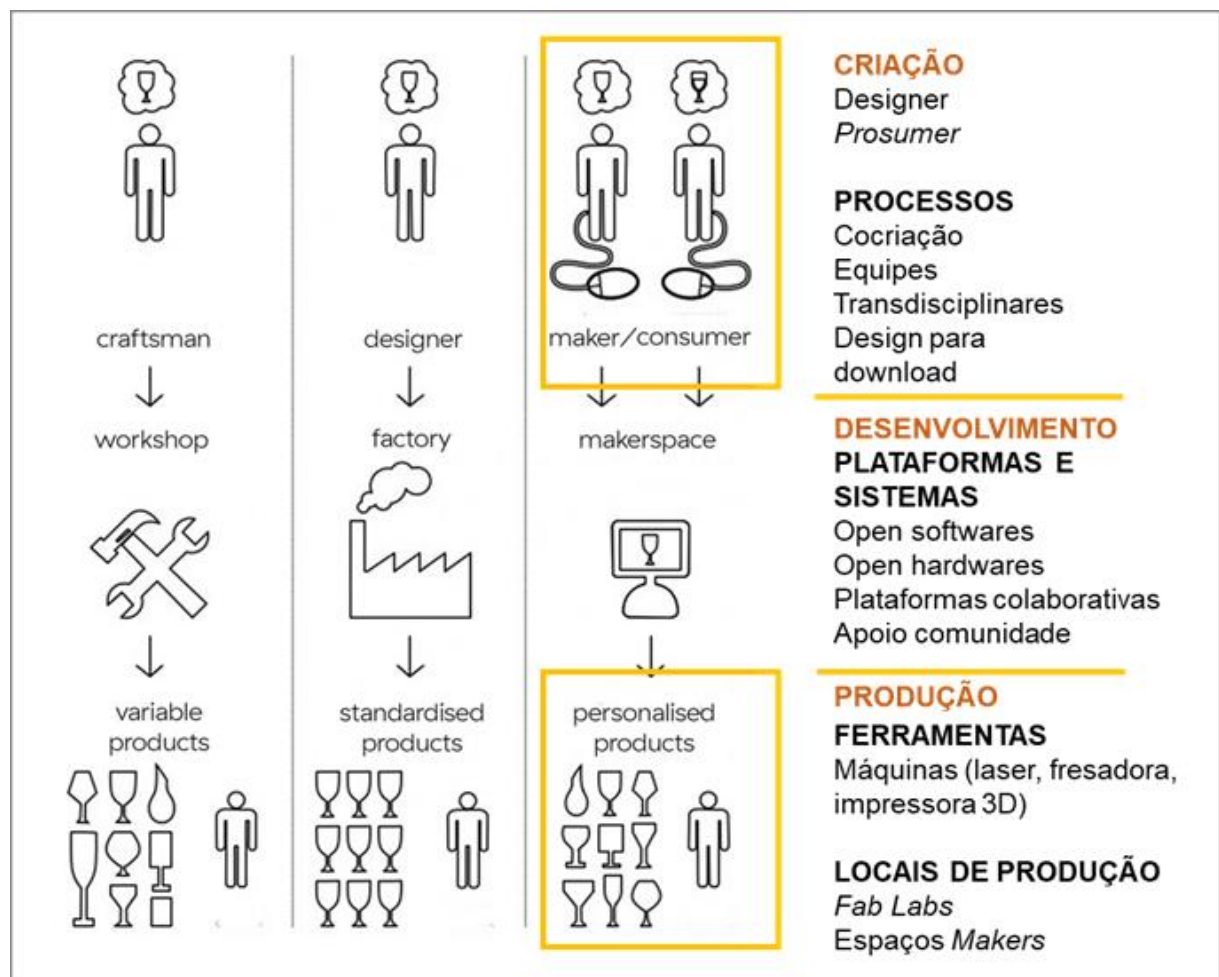 craftsman
workshop
variable
products
designer
factory
standardised
products
maker/consumer
makerspace
personalised
products
CRIAÇÃO
Designer
Prosumer
PROCESSOS
Cocriação
Equipes
Transdisciplinares
Design para
download
DESENVOLVIMENTO
PLATAFORMAS E
SISTEMAS
Open softwares
Open hardwares
Plataformas colaborativas
Apoio comunidade
PRODUÇÃO
FERRAMENTAS
Máquinas (laser, fresadora,
impressora 3D)
LOCAIS DE PRODUÇÃO
Fab Labs
Espaços Makers